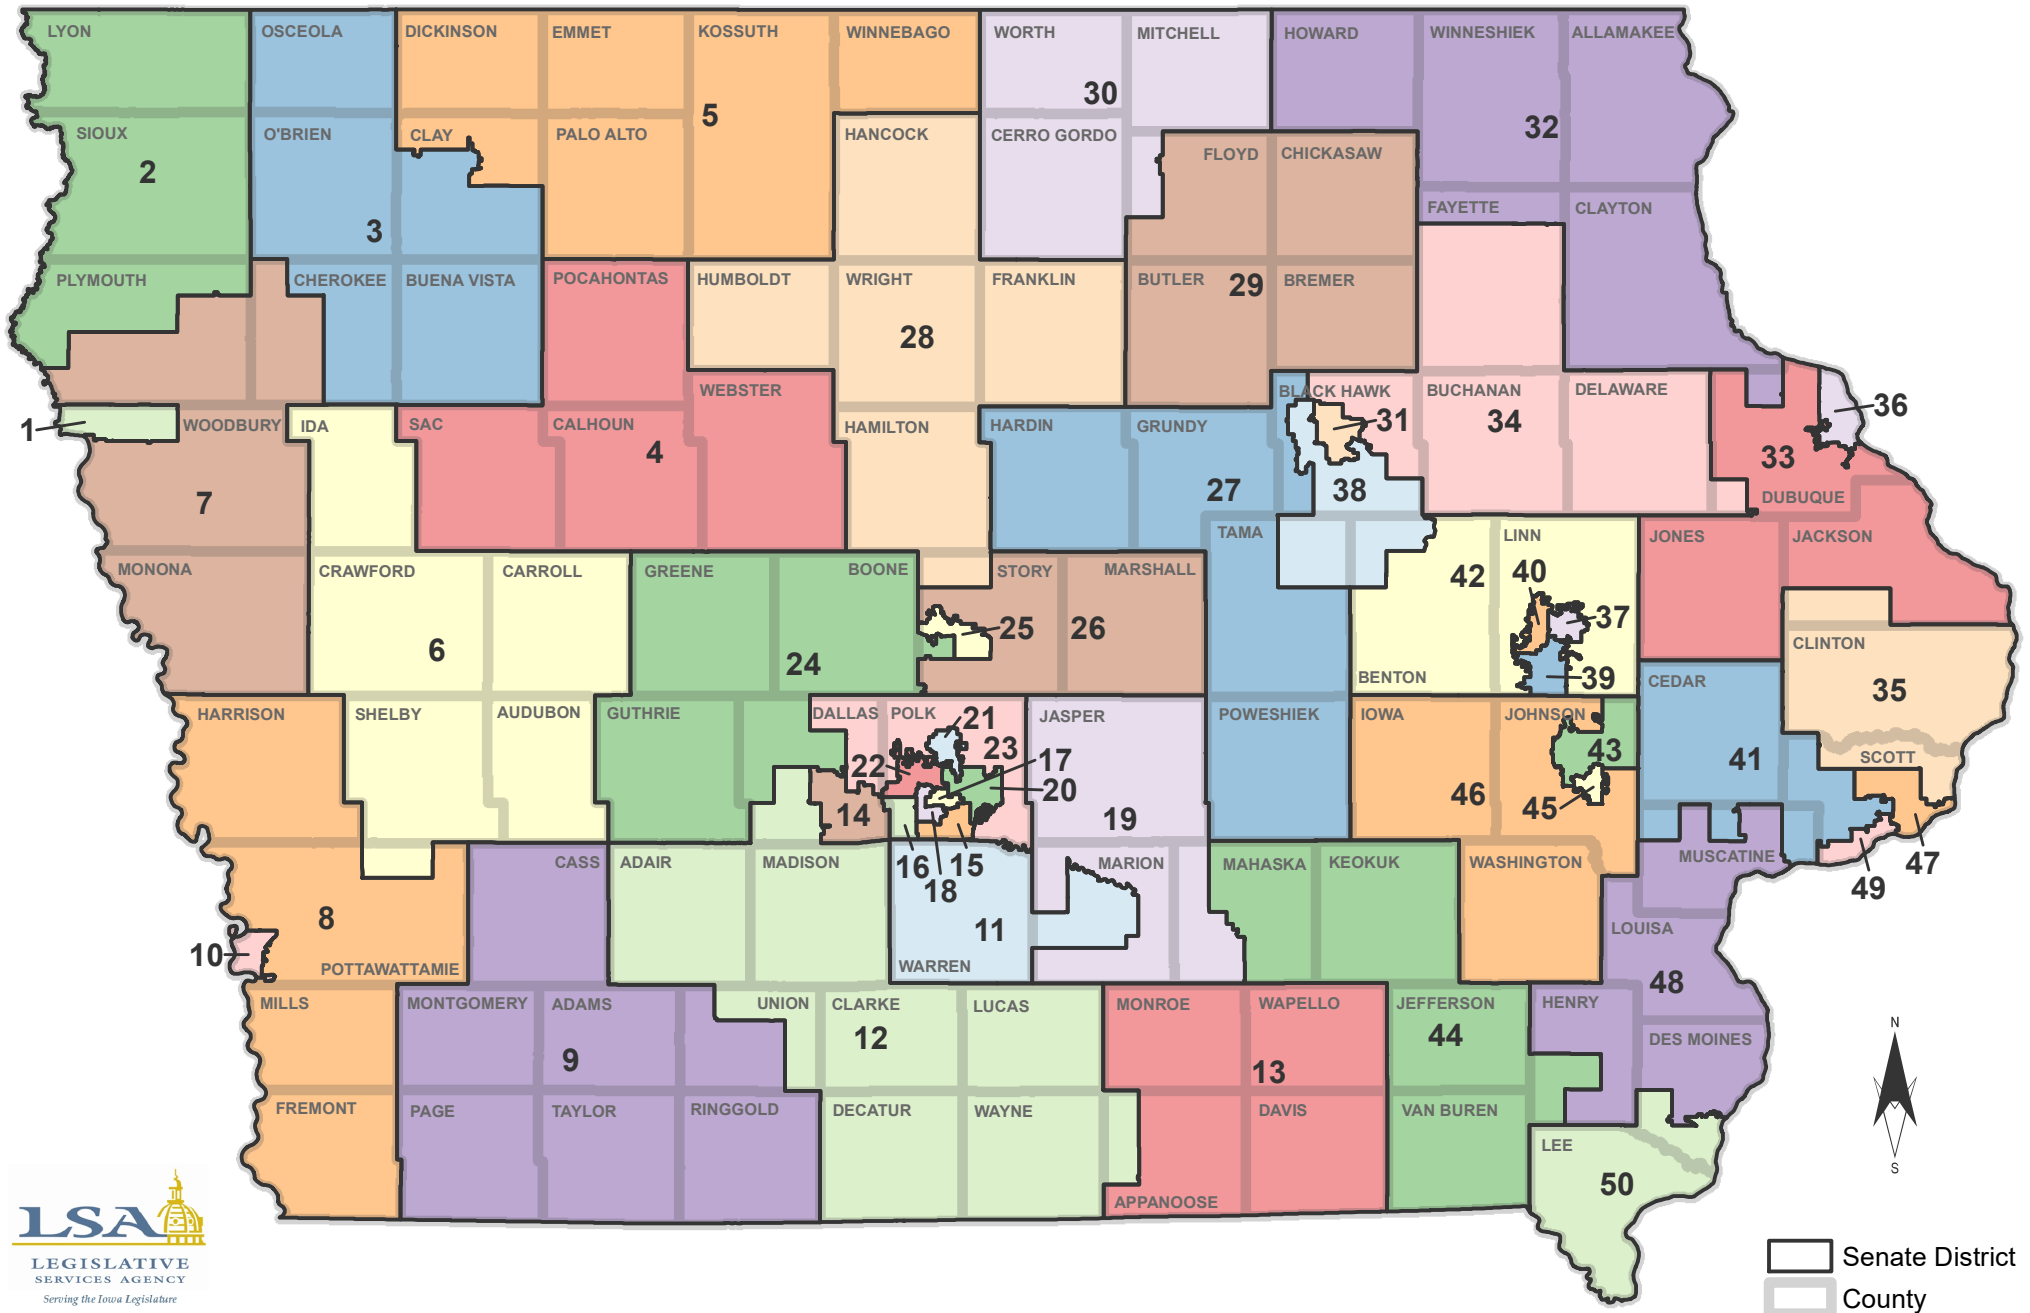 LYON
OSCEOLA
DICKINSON
EMMET
KOSSUTH
WINNEBAGO
WORTH
MITCHELL
HOWARD
WINNESHIEK
ALLAMAKEE
30
5
32
SIOUX
O'BRIEN
CLAY
PALO ALTO
HANCOCK
CERRO GORDO
FLOYD
CHICKASAW
2
3
FAYETTE
CLAYTON
PLYMOUTH
CHEROKEE
BUENA VISTA
POCAHONTAS
HUMBOLDT
WRIGHT
FRANKLIN
BUTLER
29
BREMER
28
WEBSTER
BLACK HAWK
BUCHANAN
DELAWARE
36
1
WOODBURY
IDA
SAC
CALHOUN
HAMILTON
HARDIN
GRUNDY
31
34
4
33
7
27
38
DUBUQUE
TAMA
LINN
JONES
JACKSON
MONONA
CRAWFORD
CARROLL
GREENE
BOONE
STORY
MARSHALL
42
40
37
25
26
6
24
CLINTON
BENTON
39
CEDAR
35
HARRISON
SHELBY
AUDUBON
GUTHRIE
DALLAS
POLK
21
JASPER
POWESHIEK
IOWA
JOHNSON
23
17
43
41
SCOTT
22
20
46
45
14
19
16
15
18
CASS
ADAIR
MADISON
MARION
MAHASKA
KEOKUK
WASHINGTON
MUSCATINE
47
49
8
11
LOUISA
10
POTTAWATTAMIE
WARREN
48
MILLS
MONTGOMERY
ADAMS
UNION
CLARKE
LUCAS
MONROE
WAPELLO
JEFFERSON
HENRY
12
44
DES MOINES
9
13
FREMONT
PAGE
TAYLOR
RINGGOLD
DECATUR
WAYNE
DAVIS
VAN BUREN
LEE
APPANOOSE
50
N
S
LSA
LEGISLATIVE
SERVICES AGENCY
Serving the Iowa Legislature
Senate District
County